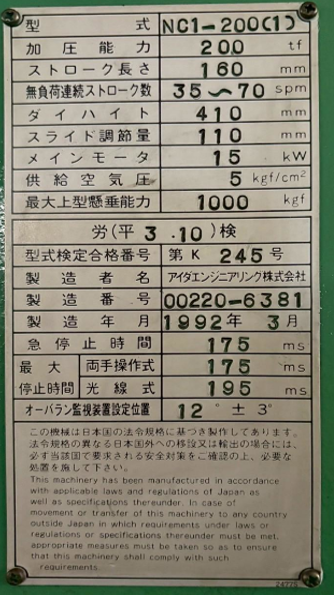 型式 NC1-200(1)
加圧能力 200 tf
ストローク長さ 160 mm
無負荷連続ストローク数 35〜70 spm
ダイハイト 410 mm
スライド調節量 110 mm
メインモータ 15 kW
供給空気圧 5 kgf/cm²
最大上型懸垂能力 1000 kgf
労(平3.10)検
型式検定合格番号 第K 245号
製造者名 アイダエンジニアリング株式会社
製造番号 00220-6381
製造年月 1992年 3月
急停止時間 175 ms
最大停止時間 両手操作式 175 ms
光線式 195 ms
オーバラン監視装置設定位置 12° ± 3°
この機械は日本国の法令規格に基づき製作してあります。
法令規格の異なる日本国外への移設又は輸出の場合には、
必ず当該国で要求される安全対策をご確認の上、必要な
処置を施して下さい。
This machinery has been manufactured in accordance
with applicable laws and regulations of Japan as
well as specifications thereunder. In case of
movement or transfer of this machinery to any country
outside Japan in which requirements under laws or
regulations or specifications thereunder must be met,
appropriate measures must be taken so as to ensure
that this machinery shall comply with such
requirements.